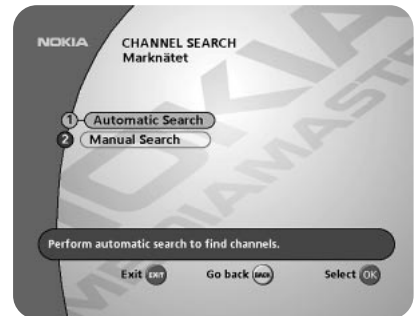 NOKIA
CHANNEL SEARCH
Marknätet
1 Automatic Search
2 Manual Search
Perform automatic search to find channels.
Exit EXIT Go back BACK Select OK
NOKIA
MEDIAMASTER